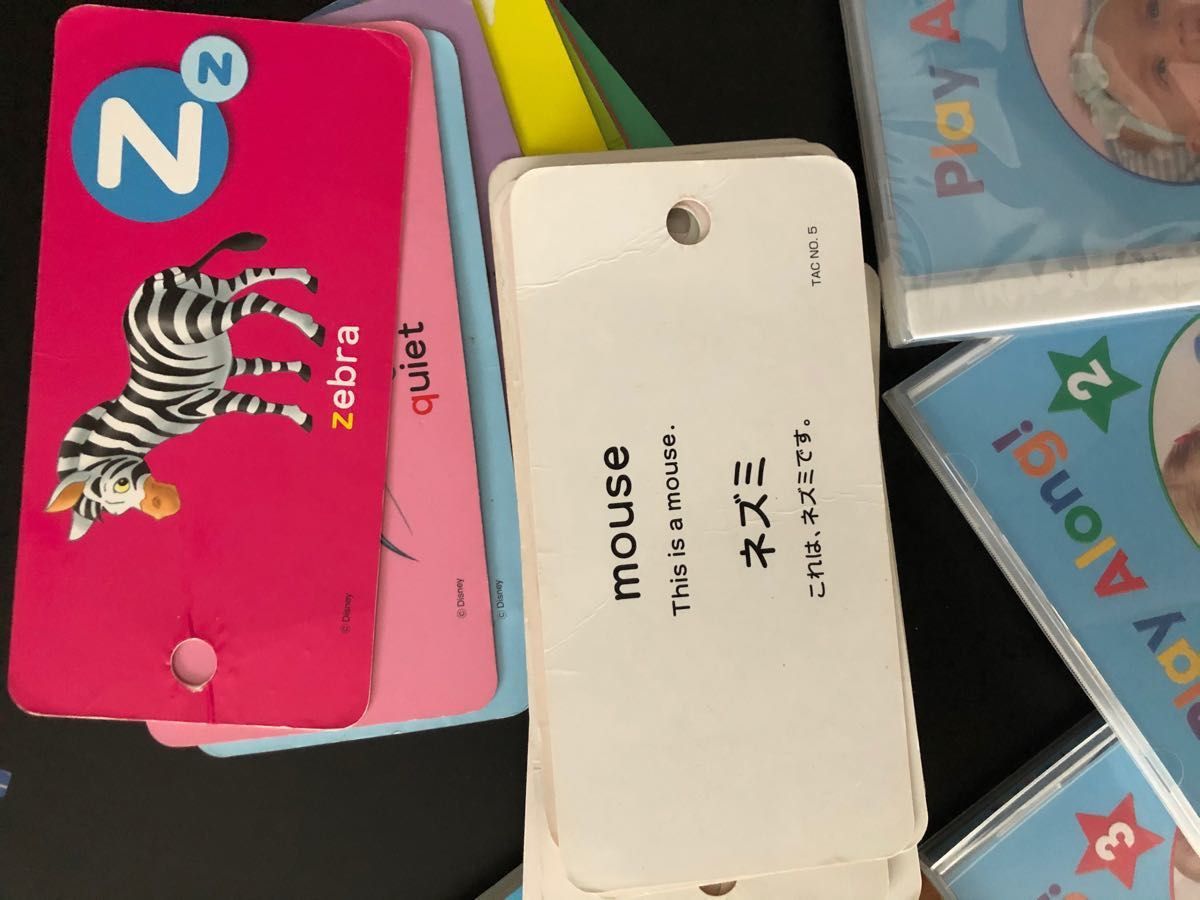 Z z
zebra
© Disney
quiet
© Disney
© Disney
mouse
This is a mouse.
ネズミ
これは、ネズミです。
TAC NO. 5
Play A
2
Play Along!
3